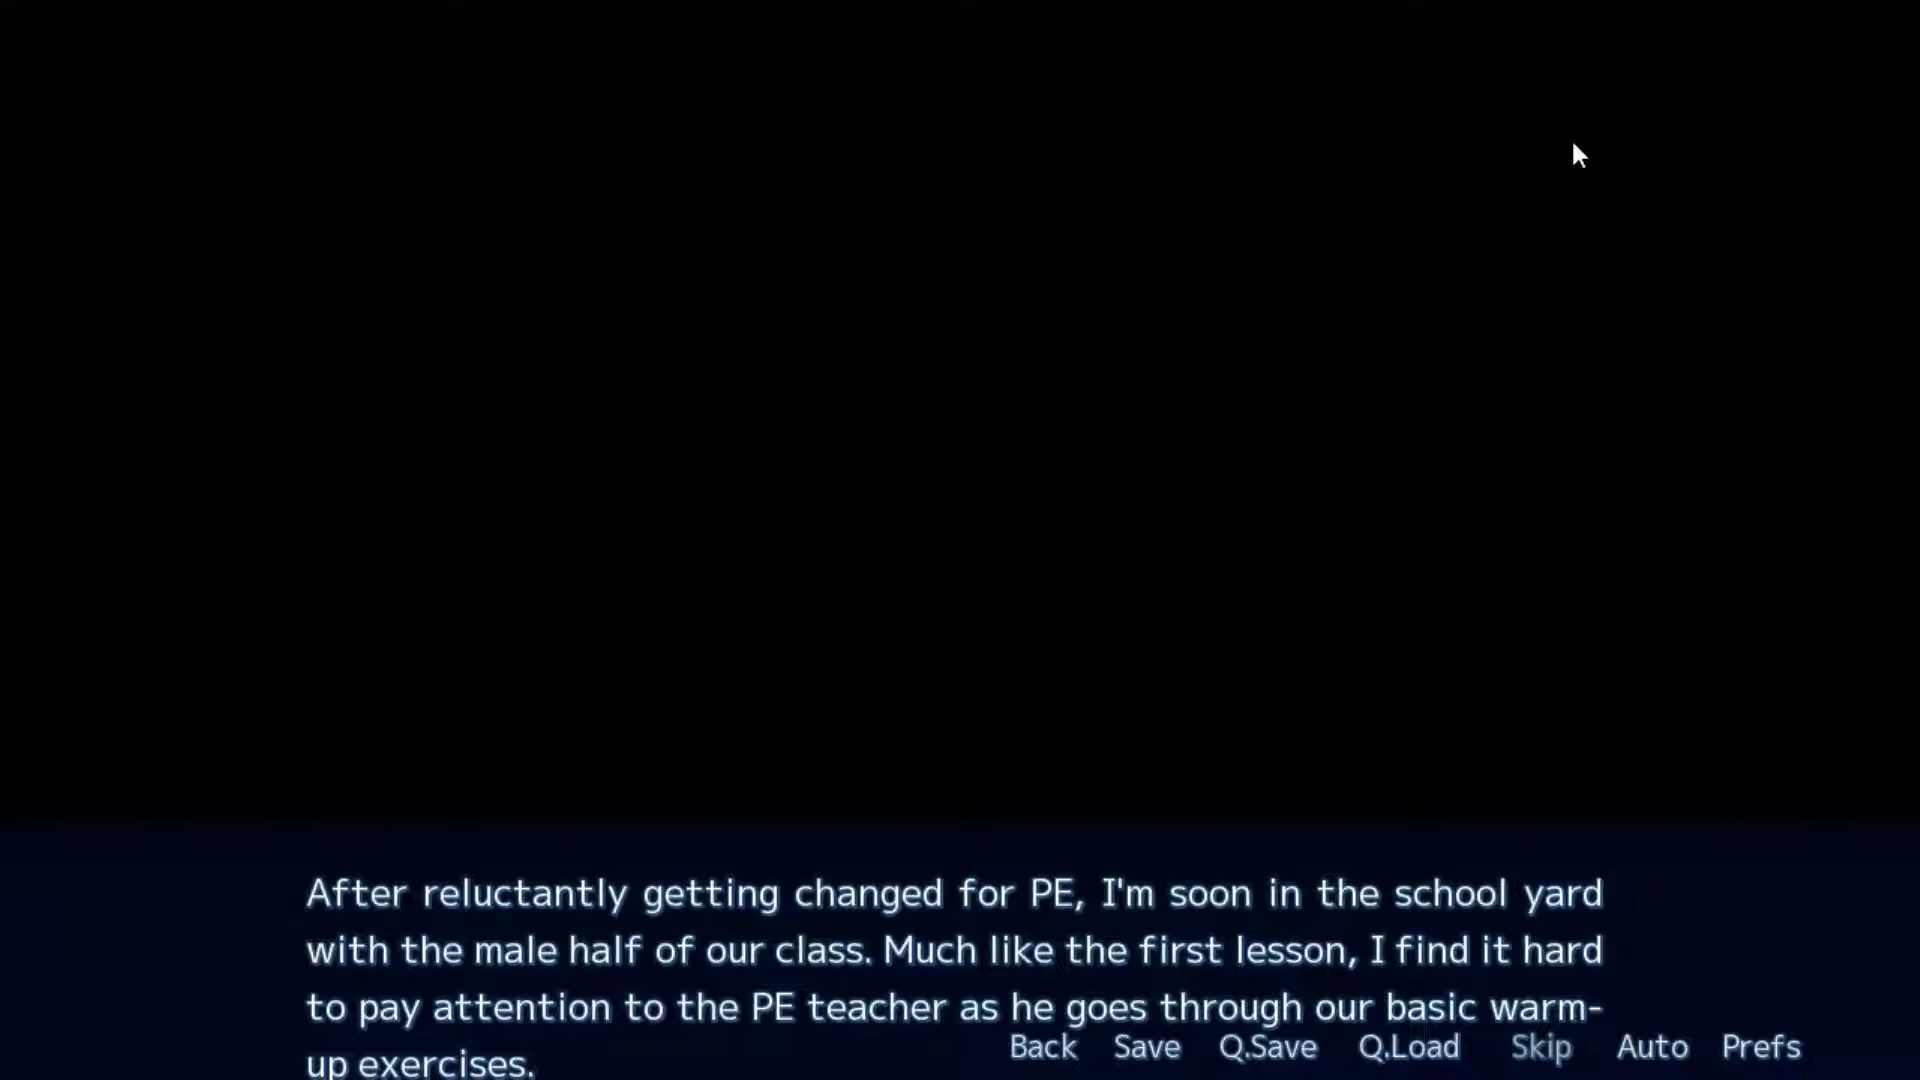 After reluctantly getting changed for PE, I'm soon in the school yard
with the male half of our class. Much like the first lesson, I find it hard
to pay attention to the PE teacher as he goes through our basic warm-
up exercises.
Back Save Q.Save Q.Load Skip Auto Prefs